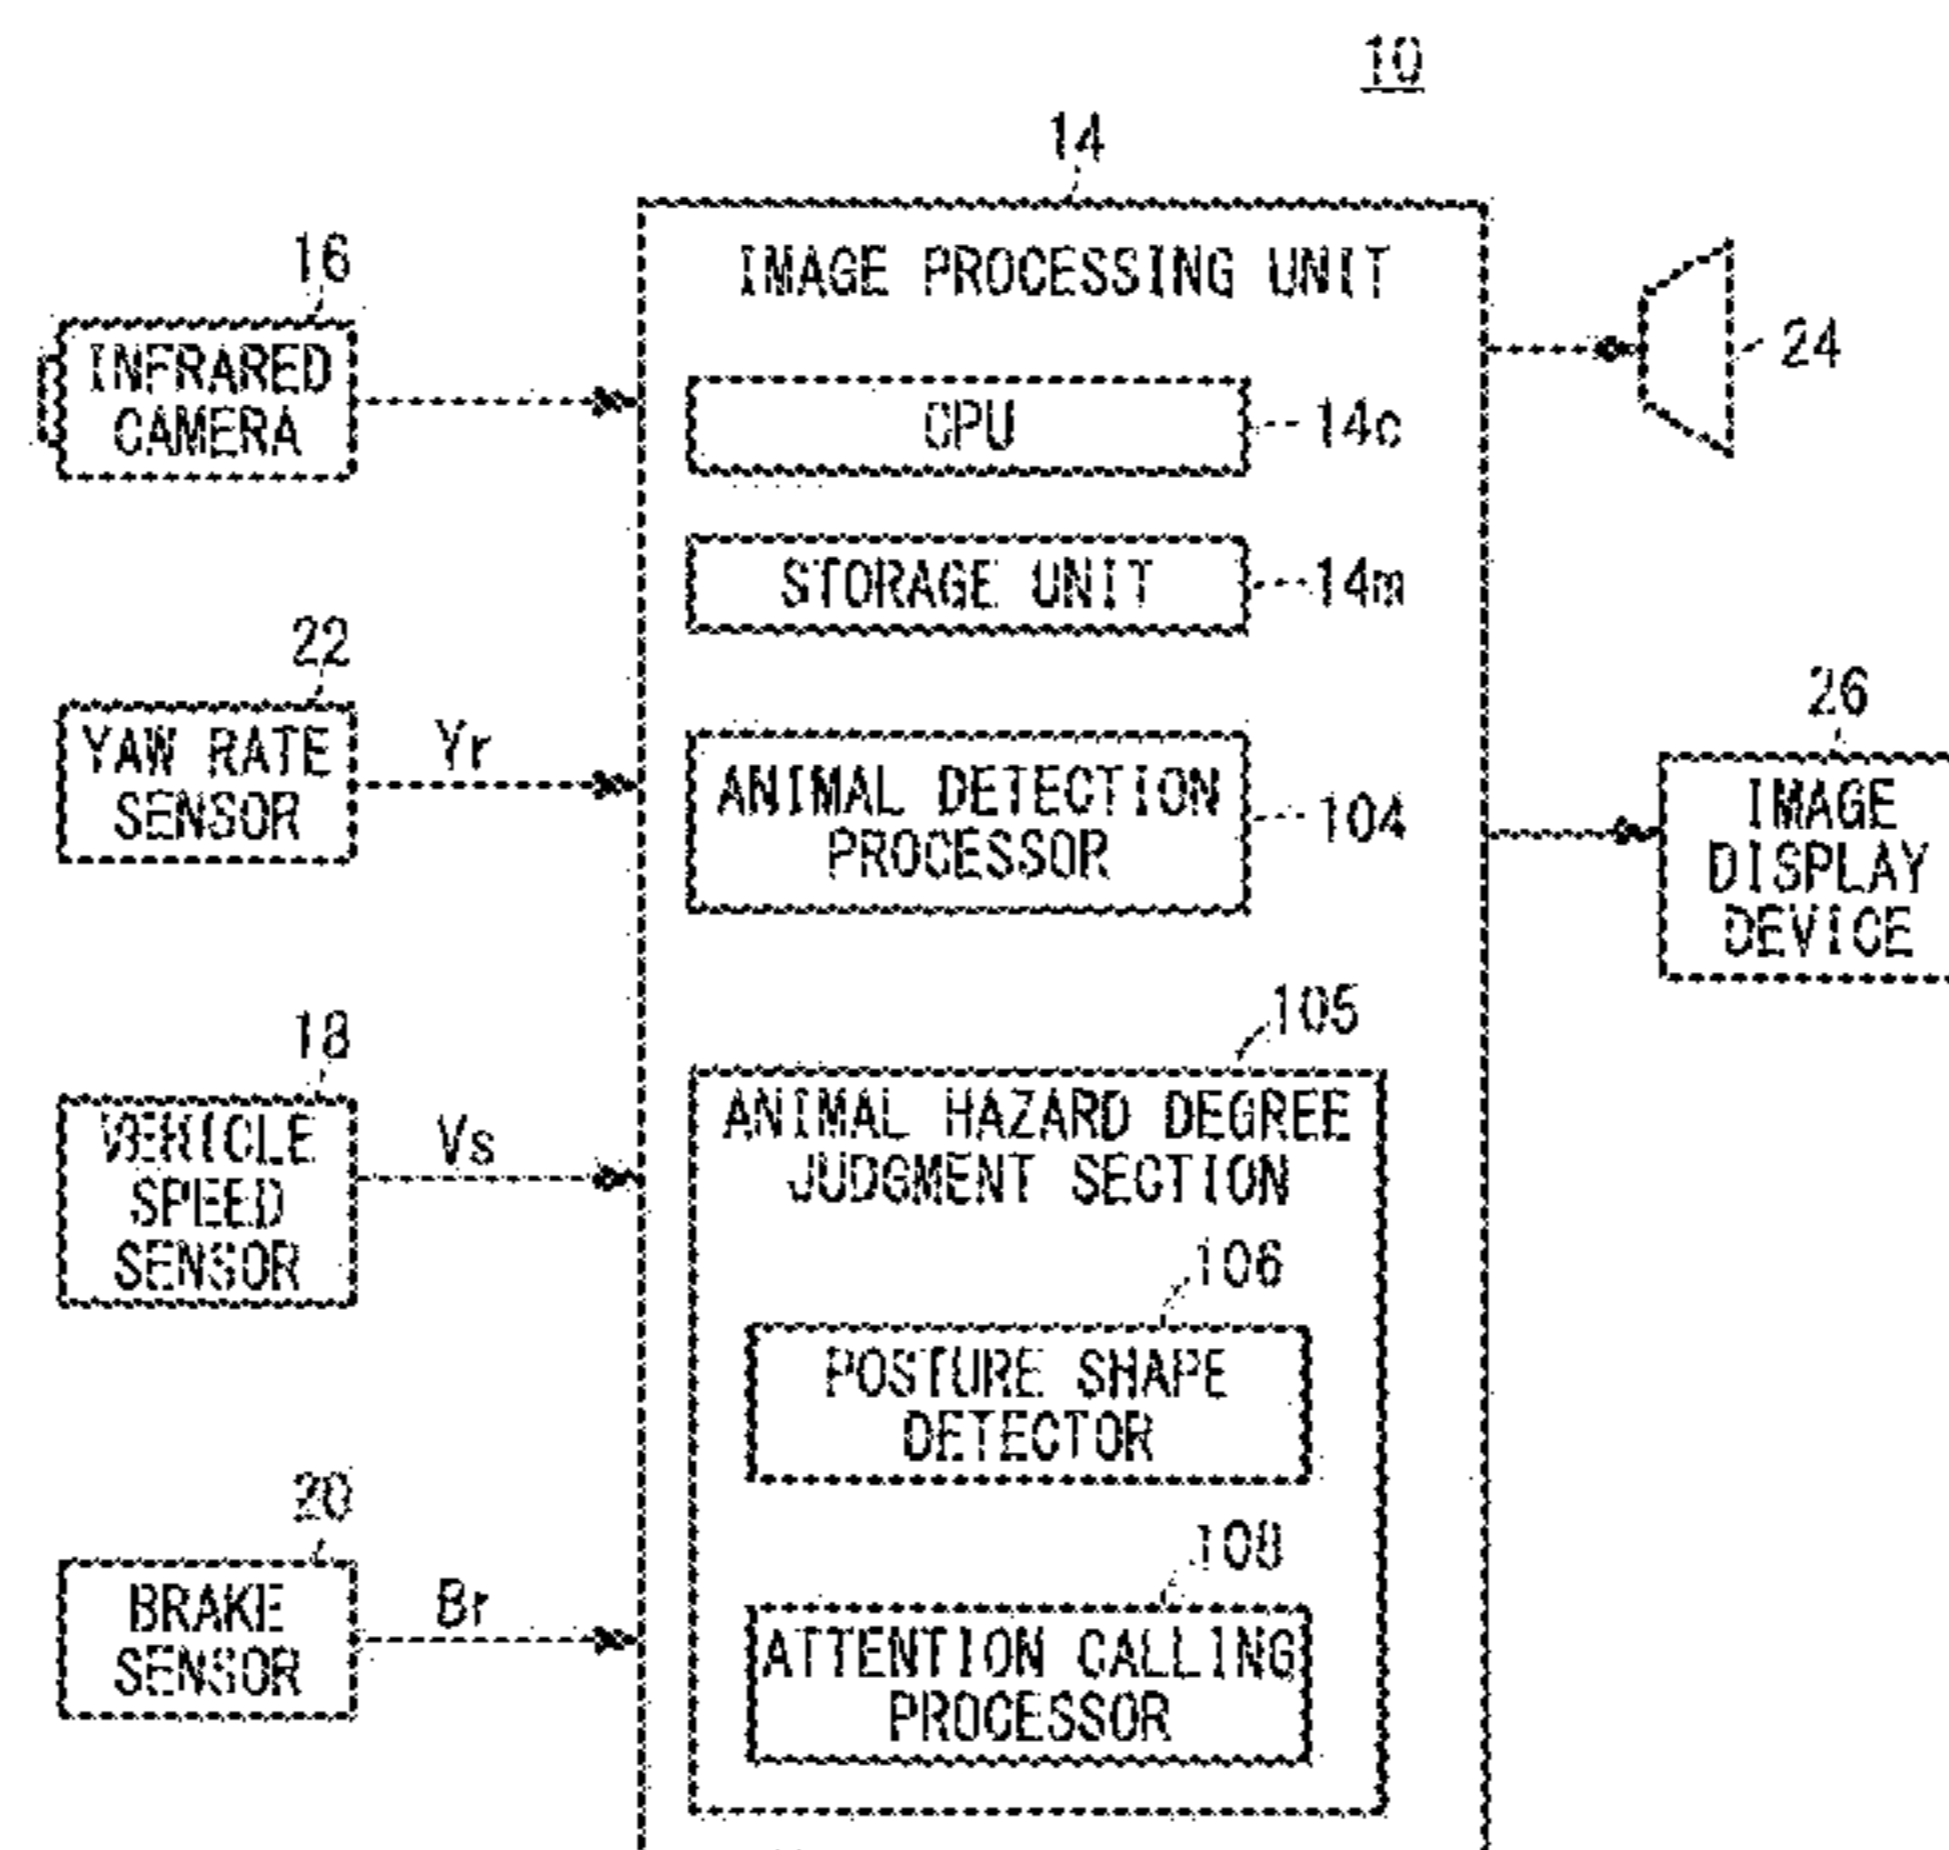 10
14
IMAGE PROCESSING UNIT
16
INFRARED
CAMERA
24
CPU
14c
STORAGE UNIT
14m
22
YAW RATE
SENSOR
Yr
ANIMAL DETECTION
PROCESSOR
104
26
IMAGE
DISPLAY
DEVICE
18
VEHICLE
SPEED
SENSOR
Vs
105
ANIMAL HAZARD DEGREE
JUDGMENT SECTION
106
POSTURE SHAPE
DETECTOR
20
BRAKE
SENSOR
Br
108
ATTENTION CALLING
PROCESSOR